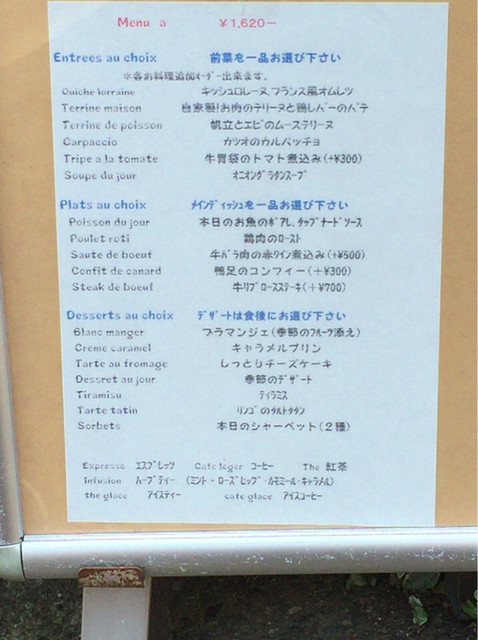 Menu a ￥1,620－
Entrees au choix 前菜を一品お選び下さい
＊各お料理追加ｵｰﾀﾞｰ出来ます。
Quiche lorraine キッシュロレーヌ,フランス風オムレツ
Terrine maison 自家製!お肉のテリーヌと鶏レバーのパテ
Terrine de poisson 帆立とエビのムーステリーヌ
Carpaccio カツオのカルパッチョ
Tripe a la tomate 牛胃袋のトマト煮込み(+¥300)
Soupe du jour ｵﾆｵﾝｸﾞﾗﾀﾝｽｰﾌﾟ
Plats au choix ﾒｲﾝﾃﾞｨｯｼｭを一品お選び下さい
Poisson du jour 本日のお魚のﾎﾟｱﾚ､ﾀｯﾌﾟﾅｰﾄﾞｿｰｽ
Poulet roti 鶏肉のﾛｰｽﾄ
Saute de boeuf 牛ﾊﾞﾗ肉の赤ﾜｲﾝ煮込み(+¥500)
Confit de canard 鴨足のコンフィー(＋¥300)
Steak de boeuf 牛ﾘﾌﾞﾛｰｽｽﾃｰｷ(＋¥700)
Desserts au choix ﾃﾞｻﾞｰﾄは食後にお選び下さい
Blanc manger ブラマンジェ(季節のﾌﾙｰﾂ添え)
Creme caramel キャラメルプリン
Tarte au fromage しっとりチーズケーキ
Dessret au jour 季節のﾃﾞｻﾞｰﾄ
Tiramisu ﾃｨﾗﾐｽ
Tarte tatin ﾘﾝｺﾞのﾀﾙﾄﾀﾀﾝ
Sorbets 本日のシャーベット(２種)
Expresso ｴｽﾌﾟﾚｯｿ Cafe leger コーヒー The 紅茶
Infusion ﾊｰﾌﾞﾃｨｰ (ﾐﾝﾄ・ﾛｰｽﾞﾋｯﾌﾟ・ｶﾓﾐｰﾙ・ｷｬﾗﾒﾙ)
the glace ｱｲｽﾃｨｰ cafe glace ｱｲｽｺｰﾋｰ